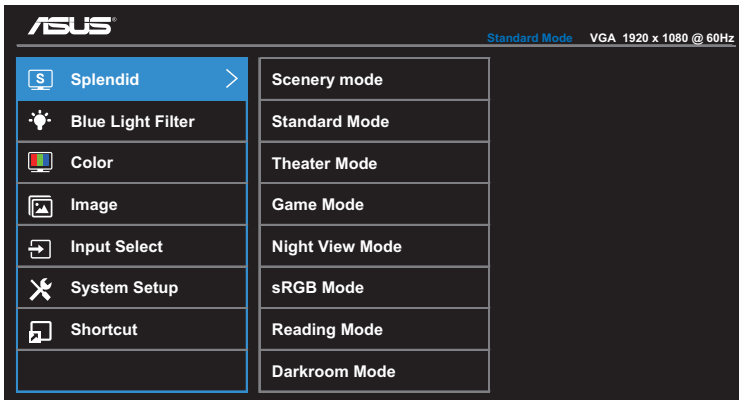 ASUS
Standard Mode VGA 1920 x 1080 @ 60Hz
S Splendid
Blue Light Filter
Color
Image
Input Select
System Setup
Shortcut
Scenery mode
Standard Mode
Theater Mode
Game Mode
Night View Mode
sRGB Mode
Reading Mode
Darkroom Mode